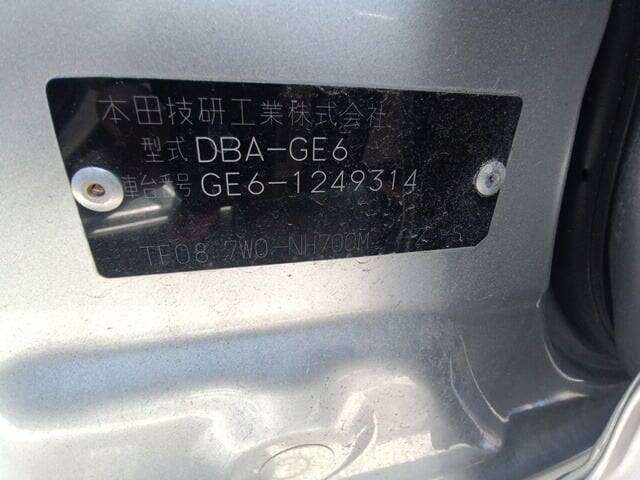 本田技研工業株式会社
型式 DBA-GE6
車台番号 GE6-1249314
TF08 7W0-NH700M